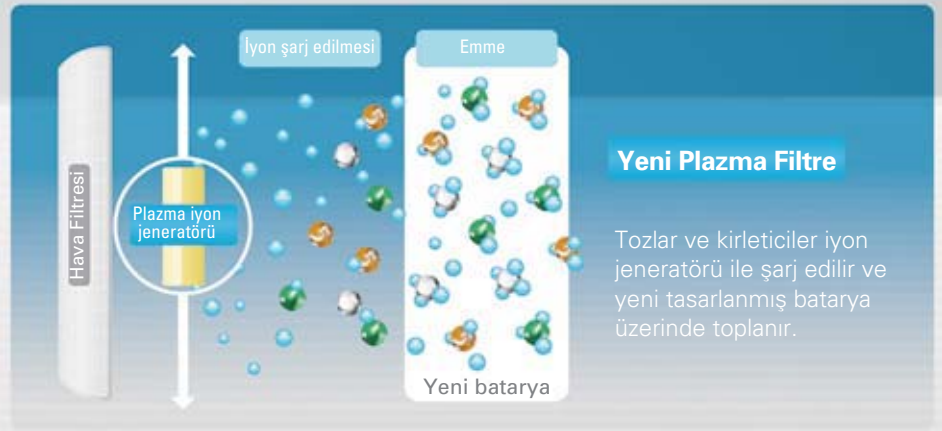 İyon şarj edilmesi
Emme
Hava Filtresi
Plazma iyon
jeneratörü
Yeni batarya
Yeni Plazma Filtre
Tozlar ve kirleticiler iyon
jeneratörü ile şarj edilir ve
yeni tasarlanmış batarya
üzerinde toplanır.